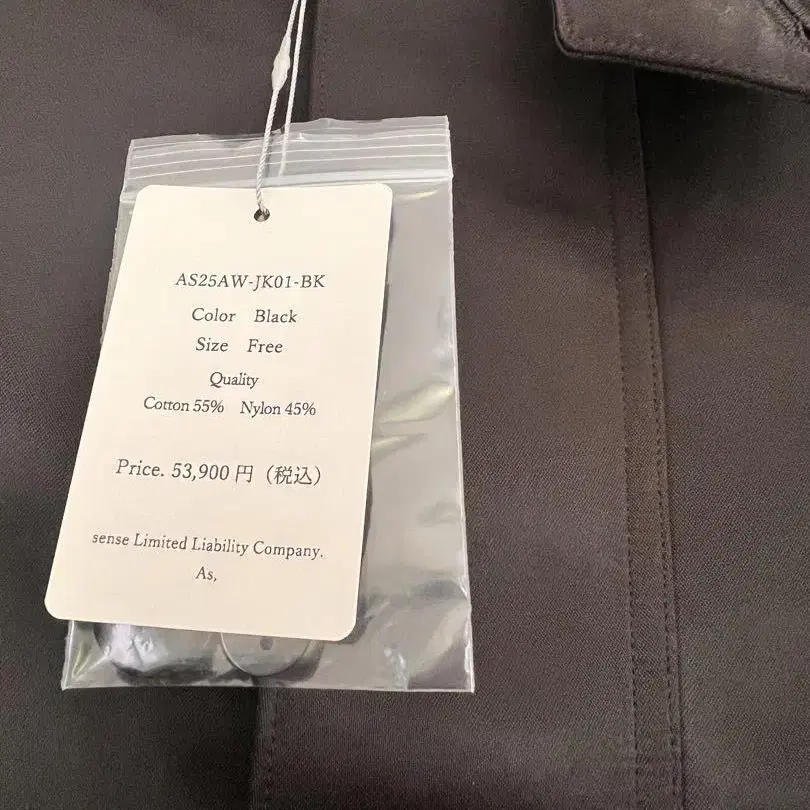 AS25AW-JK01-BK
Color Black
Size Free
Quality
Cotton 55% Nylon 45%
Price. 53,900 円（税込）
sense Limited Liability Company.
As,